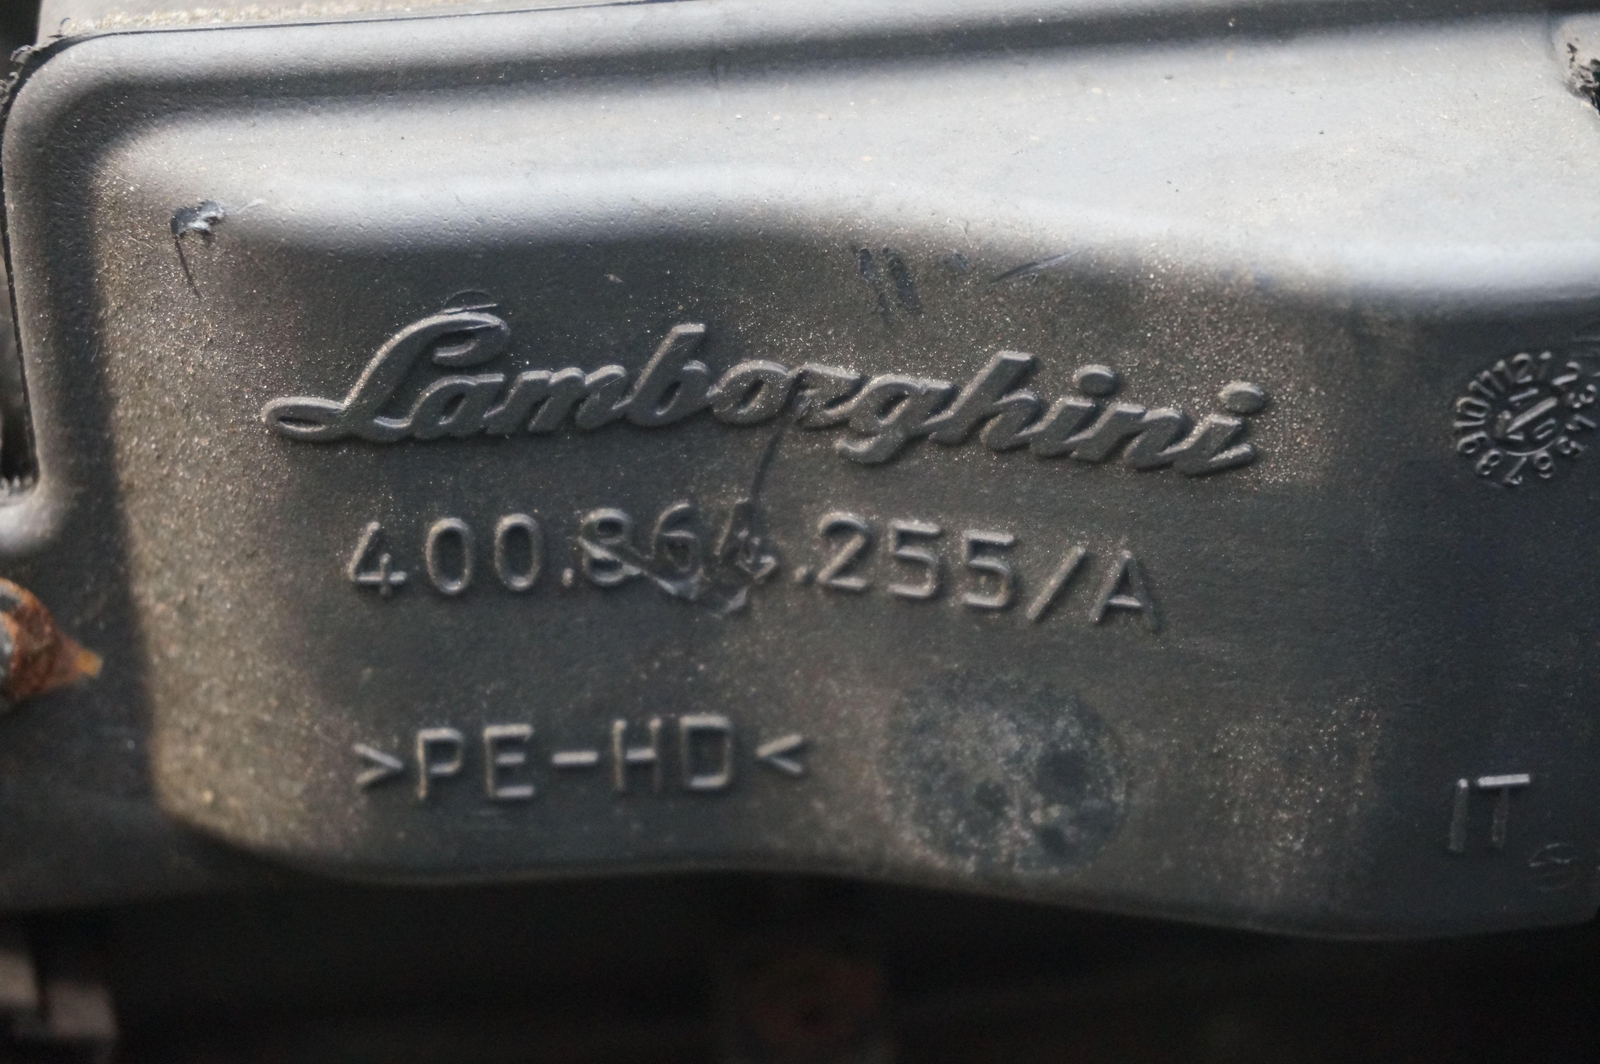 Lamborghini
400.864.255/A
>PE-HD<
IT